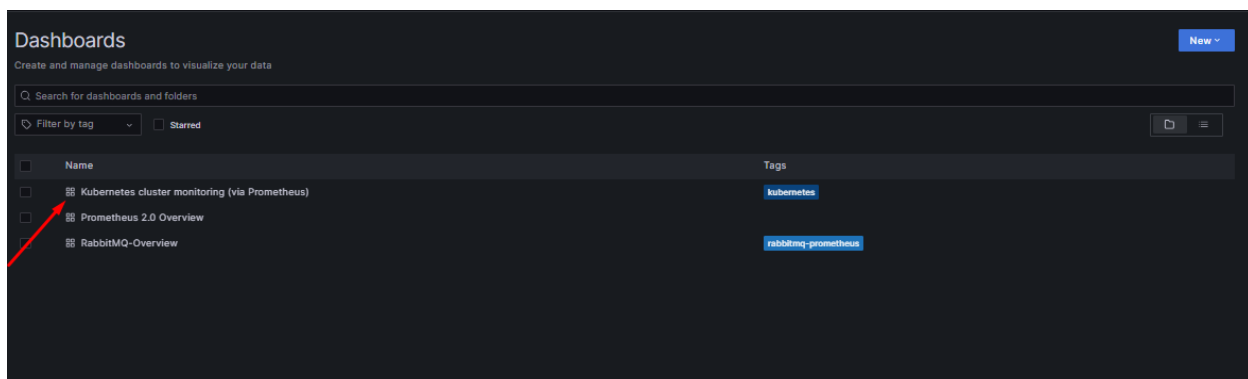 Dashboards
New
Create and manage dashboards to visualize your data
Search for dashboards and folders
Filter by tag Starred
Name Tags
Kubernetes cluster monitoring (via Prometheus) kubernetes
Prometheus 2.0 Overview
RabbitMQ-Overview rabbitmq-prometheus